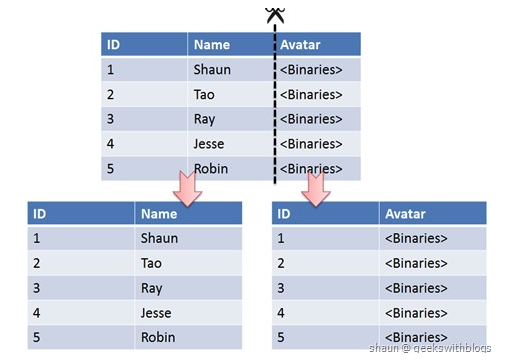 ID Name Avatar
1 Shaun <Binaries>
2 Tao <Binaries>
3 Ray <Binaries>
4 Jesse <Binaries>
5 Robin <Binaries>
ID Name
1 Shaun
2 Tao
3 Ray
4 Jesse
5 Robin
ID Avatar
1 <Binaries>
2 <Binaries>
3 <Binaries>
4 <Binaries>
5 <Binaries>
shaun @ geekswithblogs